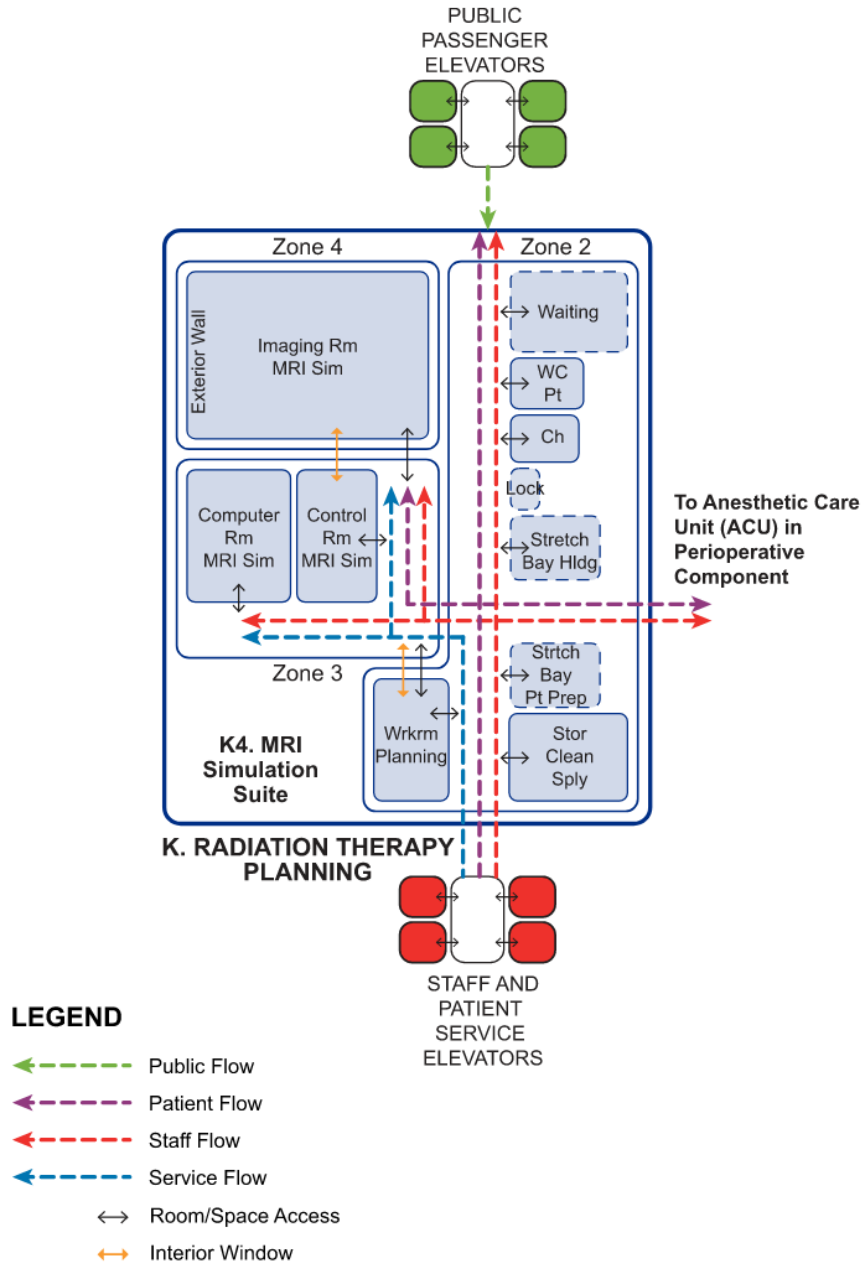 PUBLIC
PASSENGER
ELEVATORS
Zone 4
Zone 2
Exterior Wall
Imaging Rm
MRI Sim
Waiting
WC
Pt
Ch
Lock
Computer
Rm
MRI Sim
Control
Rm
MRI Sim
Stretch
Bay Hldg
To Anesthetic Care
Unit (ACU) in
Perioperative
Component
Zone 3
Strtch
Bay
Pt Prep
Wrkrm
Planning
Stor
Clean
Sply
K4. MRI
Simulation
Suite
K. RADIATION THERAPY
PLANNING
STAFF AND
PATIENT
SERVICE
ELEVATORS
LEGEND
Public Flow
Patient Flow
Staff Flow
Service Flow
Room/Space Access
Interior Window